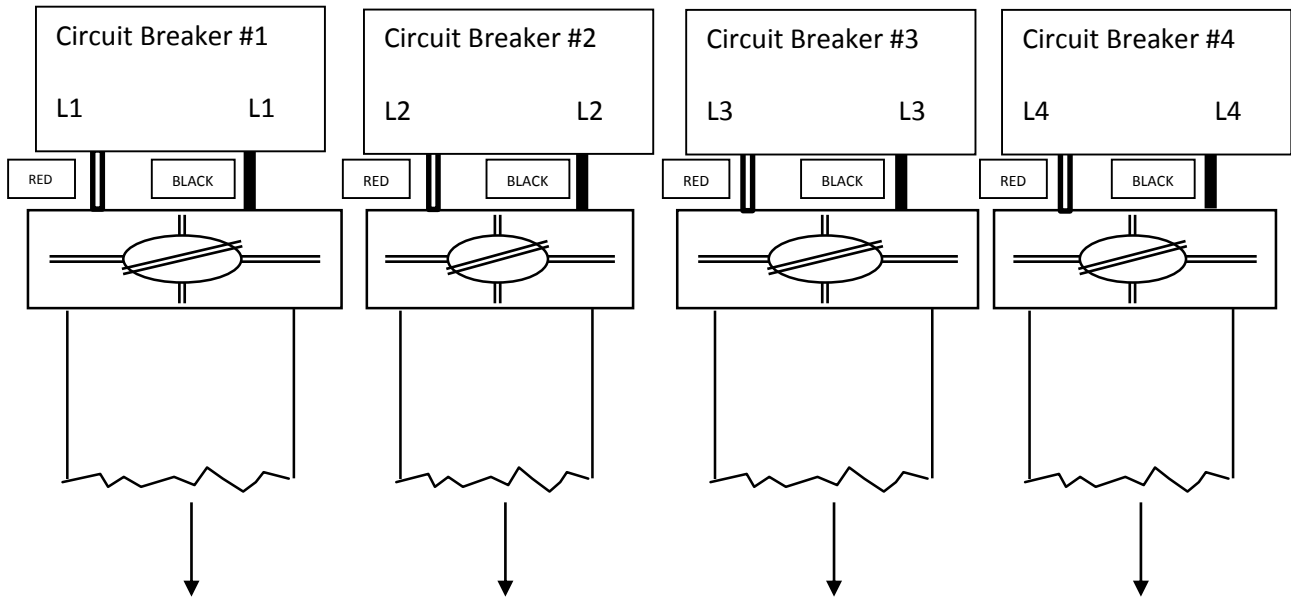 Circuit Breaker #1
L1 L1
RED BLACK
Circuit Breaker #2
L2 L2
RED BLACK
Circuit Breaker #3
L3 L3
RED BLACK
Circuit Breaker #4
L4 L4
RED BLACK